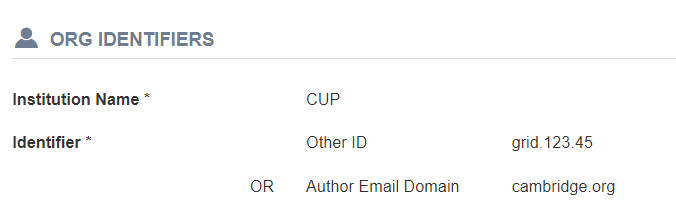 ORG IDENTIFIERS
Institution Name * CUP
Identifier * Other ID grid.123.45
OR Author Email Domain cambridge.org